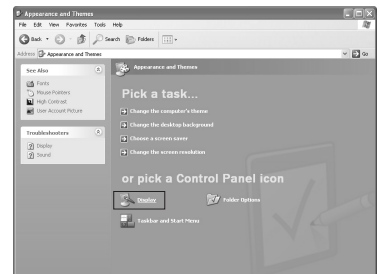 Appearance and Themes
File Edit View Favorites Tools Help
Back Search Folders
Address Appearance and Themes Go
See Also
Fonts
Mouse Pointers
High Contrast
User Account Picture
Troubleshooters
Display
Sound
Appearance and Themes
Pick a task...
Change the computer's theme
Change the desktop background
Choose a screen saver
Change the screen resolution
or pick a Control Panel icon
Display Folder Options
Taskbar and Start Menu